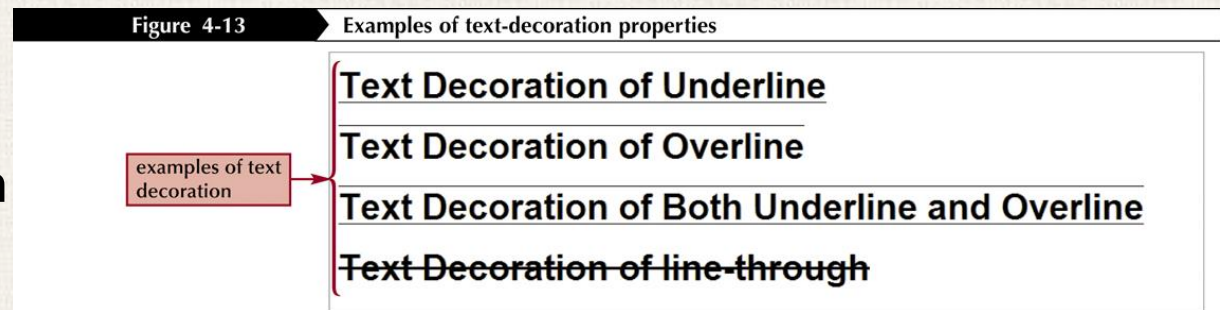 Figure 4-13 Examples of text-decoration properties
Text Decoration of Underline
Text Decoration of Overline
examples of text
decoration
Text Decoration of Both Underline and Overline
Text Decoration of line-through